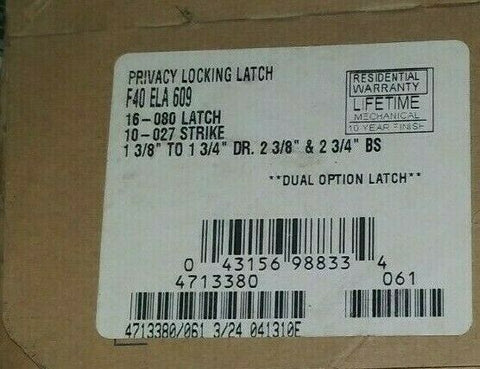 PRIVACY LOCKING LATCH
F40 ELA 609
16-080 LATCH
10-027 STRIKE
1 3/8" TO 1 3/4" DR. 2 3/8" & 2 3/4" BS
RESIDENTIAL
WARRANTY
LIFETIME
MECHANICAL
10 YEAR FINISH
**DUAL OPTION LATCH**
0 43156 98833 4
4713380 061
4713380/061 3/24 041310E